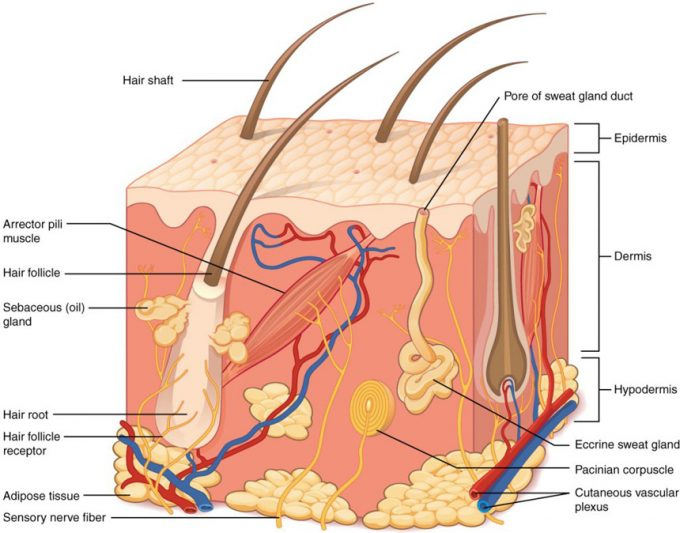 Hair shaft
Pore of sweat gland duct
Epidermis
Arrector pili
muscle
Dermis
Hair follicle
Sebaceous (oil)
gland
Hypodermis
Hair root
Hair follicle
receptor
Eccrine sweat gland
Pacinian corpuscle
Adipose tissue
Cutaneous vascular
plexus
Sensory nerve fiber